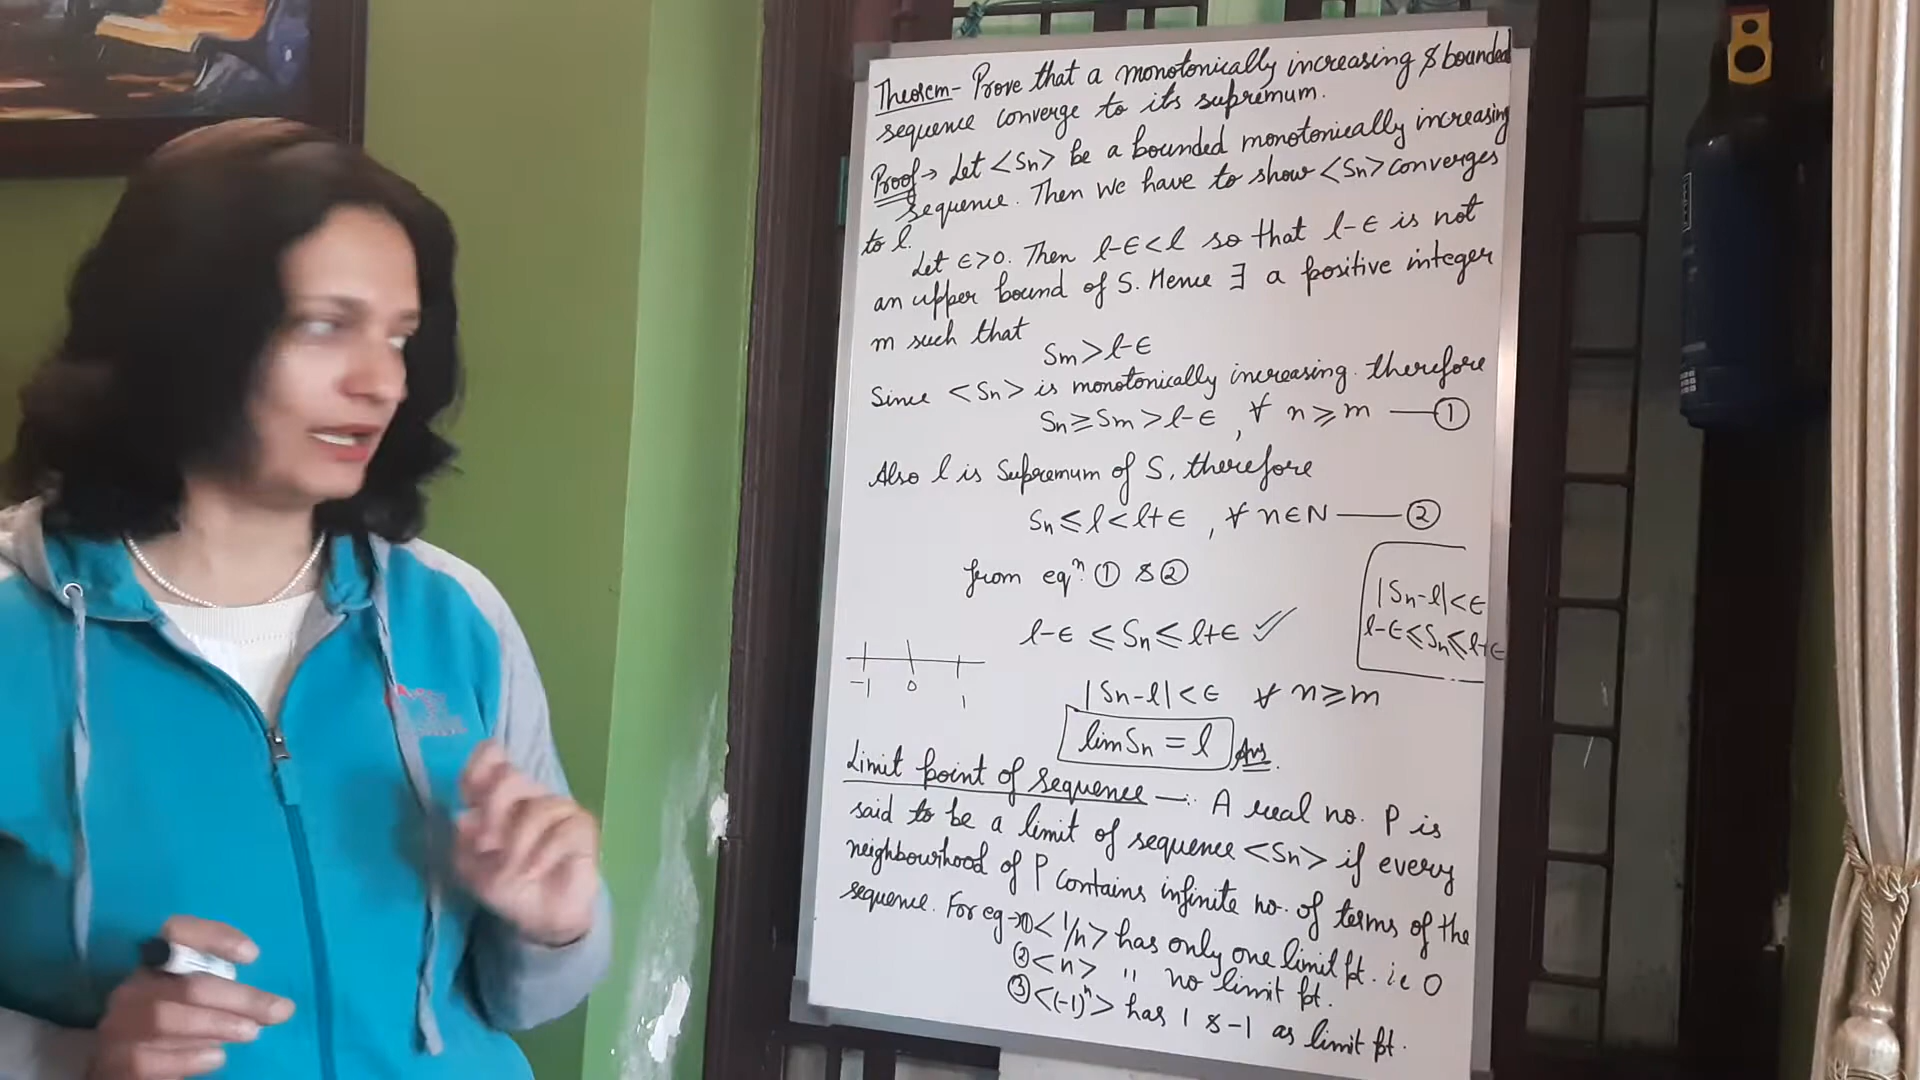 Theorem - Prove that a monotonically increasing & bounded
sequence converge to its supremum.
Proof → Let <Sn> be a bounded monotonically increasing
sequence. Then We have to show <Sn> converges
to l.
Let ∈>0. Then l-∈<l so that l-∈ is not
an upper bound of S. Hence ∃ a positive integer
m such that
Sm>l-∈
Since <Sn> is monotonically increasing. therefore
Sn≥Sm>l-∈, ∀ n≥m — ①
Also l is Supremum of S, therefore
Sn≤l<l+∈, ∀ n∈N — ②
from eqⁿ. ① & ②
|Sn-l|<∈
l-∈≤Sn≤l+∈
l-∈ ≤Sn≤ l+∈ ✓
-1 0 1
|Sn-l|<∈ ∀ n≥m
lim Sn = l Ans.
Limit point of sequence —: A real no. P is
said to be a limit of sequence <Sn> if every
neighbourhood of P contains infinite no. of terms of the
sequence. For eg→① <1/n> has only one limit pt. ie 0
② <n> " no limit pt.
③ <(-1)ⁿ> has 1 & -1 as limit pt.